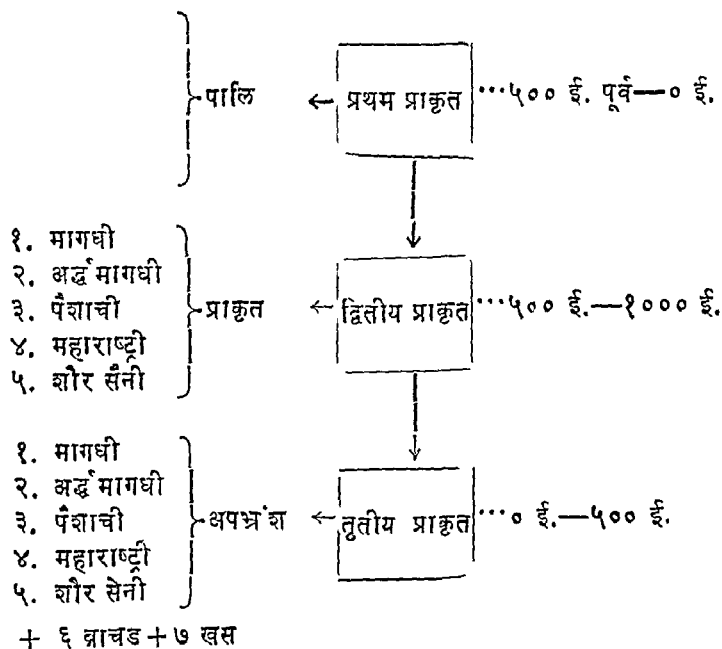 पालि ← प्रथम प्राकृत ···५०० ई. पूर्व—० ई.
१. मागधी
२. अर्द्धमागधी
३. पैशाची
४. महाराष्ट्री
५. शौर सैनी
प्राकृत ← द्वितीय प्राकृत ···५०० ई.—१००० ई.
१. मागधी
२. अर्द्धमागधी
३. पैशाची
४. महाराष्ट्री
५. शौर सेनी
अपभ्रंश ← तृतीय प्राकृत ···० ई.—५०० ई.
+ ६ व्राचड + ७ खस